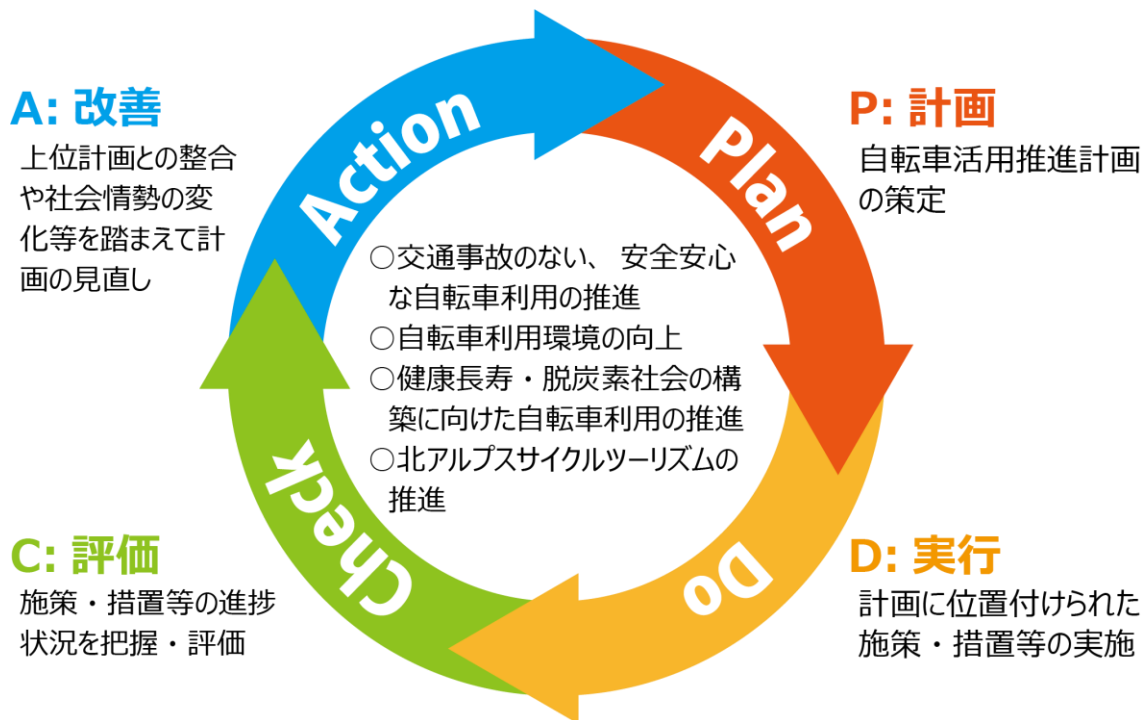 A: 改善
上位計画との整合
や社会情勢の変
化等を踏まえて計
画の見直し
Action
Plan
P: 計画
自転車活用推進計画
の策定
○交通事故のない、 安全安心
な自転車利用の推進
○自転車利用環境の向上
○健康長寿・脱炭素社会の構
築に向けた自転車利用の推進
○北アルプスサイクルツーリズムの
推進
C: 評価
施策・措置等の進捗
状況を把握・評価
Check
Do
D: 実行
計画に位置付けられた
施策・措置等の実施